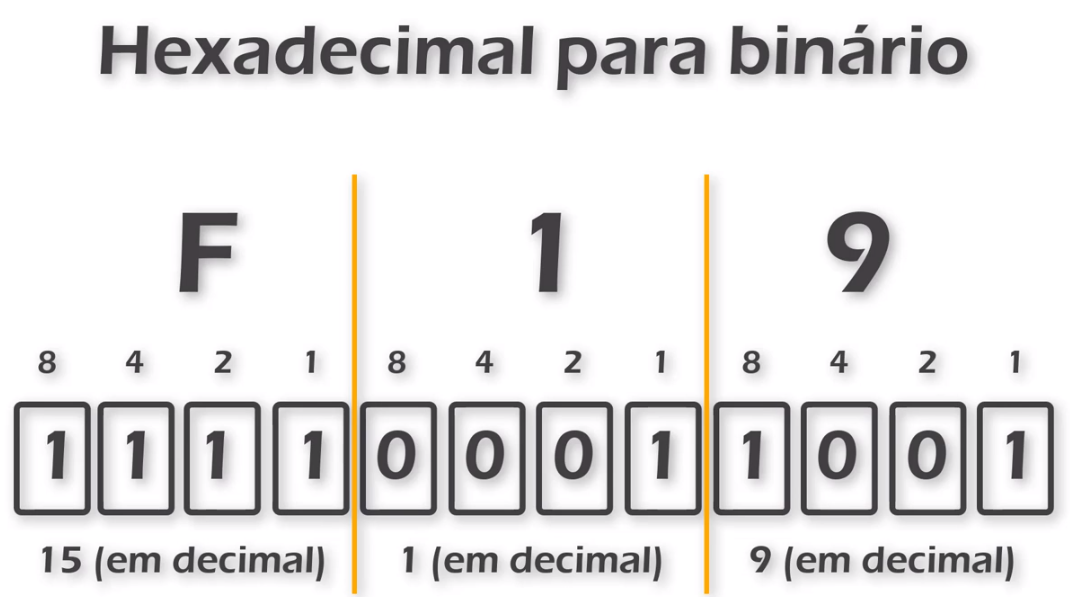 Hexadecimal para binário
F 1 9
8 4 2 1 8 4 2 1 8 4 2 1
1 1 1 1 0 0 0 1 1 0 0 1
15 (em decimal) 1 (em decimal) 9 (em decimal)